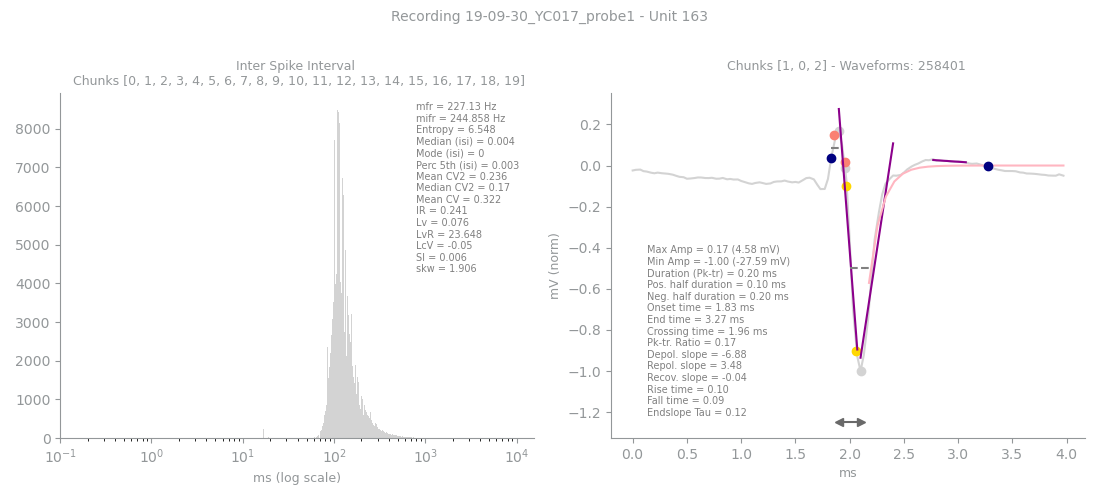 Recording 19-09-30_YC017_probe1 - Unit 163
Inter Spike Interval
Chunks [0, 1, 2, 3, 4, 5, 6, 7, 8, 9, 10, 11, 12, 13, 14, 15, 16, 17, 18, 19]
mfr = 227.13 Hz
mifr = 244.858 Hz
Entropy = 6.548
Median (isi) = 0.004
Mode (isi) = 0
Perc 5th (isi) = 0.003
Mean CV2 = 0.236
Median CV2 = 0.17
Mean CV = 0.322
IR = 0.241
Lv = 0.076
LvR = 23.648
LcV = -0.05
SI = 0.006
skw = 1.906
8000
7000
6000
5000
4000
3000
2000
1000
0
10⁻¹ 10⁰ 10¹ 10² 10³ 10⁴
ms (log scale)
Chunks [1, 0, 2] - Waveforms: 258401
mV (norm)
0.2
0.0
−0.2
−0.4
−0.6
−0.8
−1.0
−1.2
Max Amp = 0.17 (4.58 mV)
Min Amp = -1.00 (-27.59 mV)
Duration (Pk-tr) = 0.20 ms
Pos. half duration = 0.10 ms
Neg. half duration = 0.20 ms
Onset time = 1.83 ms
End time = 3.27 ms
Crossing time = 1.96 ms
Pk-tr. Ratio = 0.17
Depol. slope = -6.88
Repol. slope = 3.48
Recov. slope = -0.04
Rise time = 0.10
Fall time = 0.09
Endslope Tau = 0.12
0.0 0.5 1.0 1.5 2.0 2.5 3.0 3.5 4.0
ms